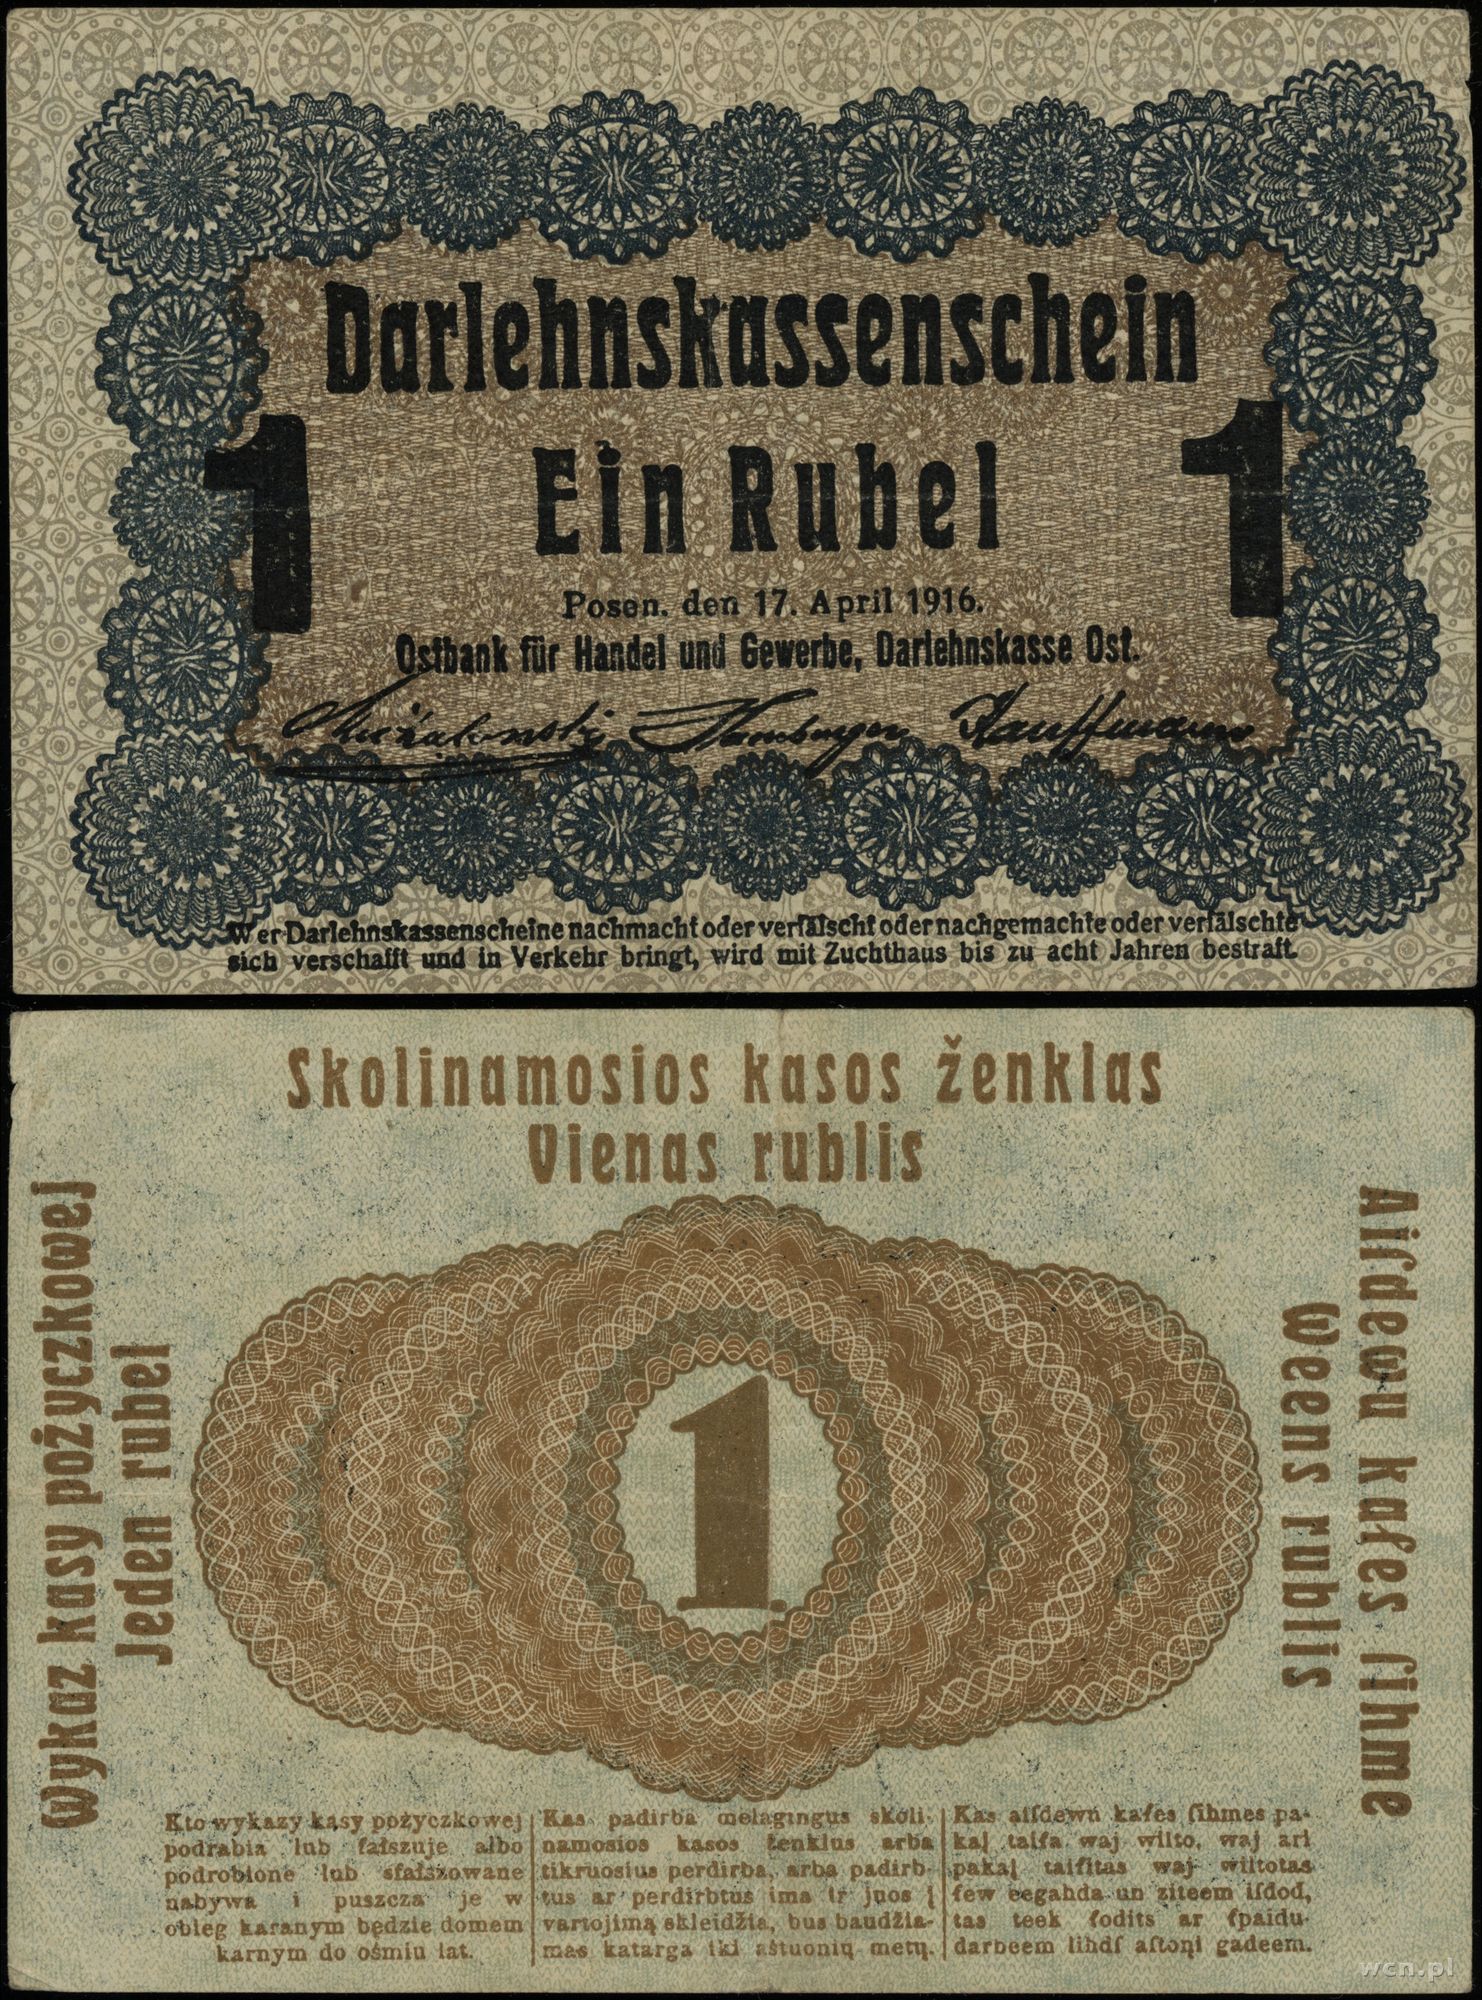 Darlehnskassenschein
1 1
Ein Rubel
Posen, den 17. April 1916.
Ostbank für Handel und Gewerbe, Darlehnskasse Ost.
Hamburger Kauffmann
Wer Darlehnskassenscheine nachmacht oder verfälscht oder nachgemachte oder verfälschte
sich verschafft und in Verkehr bringt, wird mit Zuchthaus bis zu acht Jahren bestraft.
Skolinamosios kasos ženklas
Vienas rublis
Wykaz kasy pożyczkowej
Jeden rubel
Aiſdewu kaſes ſihme
Weens rublis
1
Kto wykazy kasy pożyczkowej
podrabia lub fałszuje albo
podrobione lub sfałszowane
nabywa i puszcza je w
obieg karanym będzie domem
karnym do ośmiu lat.
Kas padirba melagingus skoli-
namosios kasos ženklus arba
tikruosius perdirba, arba padirb-
tus ar perdirbtus ima ir juos į
vartojimą skleidžia, bus baudžia-
mas katarga iki aštuonių metų.
Kas aiſdewu kaſes ſihmes pa-
kaļ taiſa waj wilto, waj ari
pakaļ taiſitas waj wiltotas
ſew eegahda un ziteem iſdod,
tas teek ſodits ar ſpaidu-
darbeem lihdſ aſtoņi gadeem.
wcn.pl